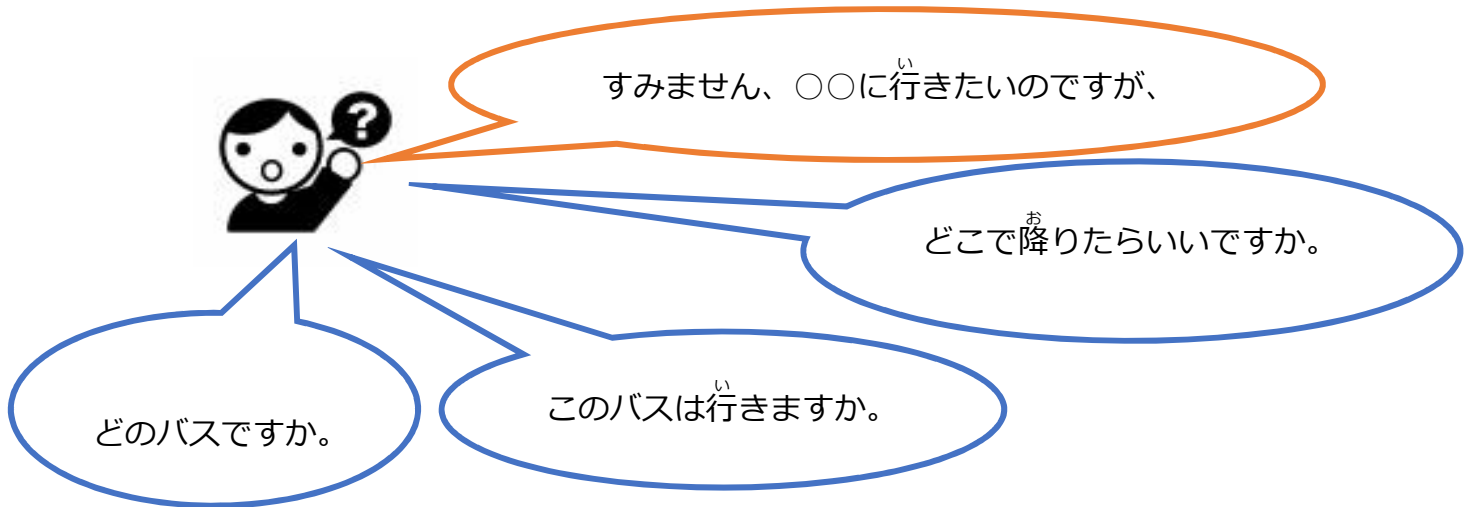 すみません、○○に行きたいのですが、
どこで降りたらいいですか。
このバスは行きますか。
どのバスですか。